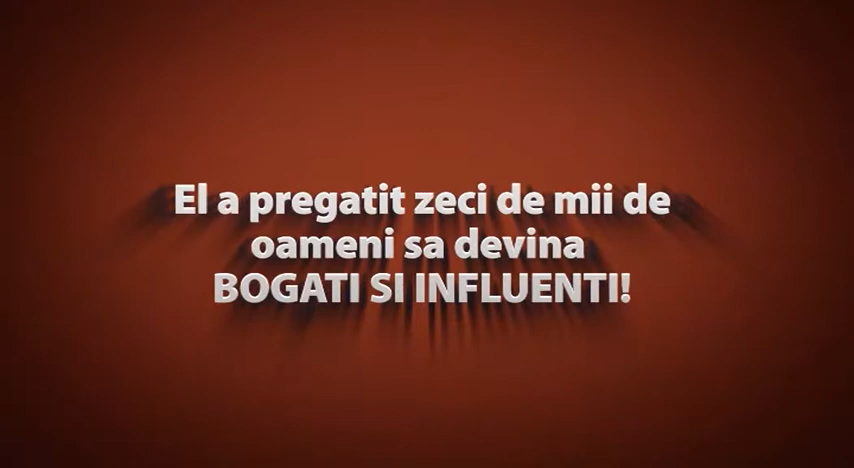 El a pregatit zeci de mii de
oameni sa devina
BOGATI SI INFLUENTI!